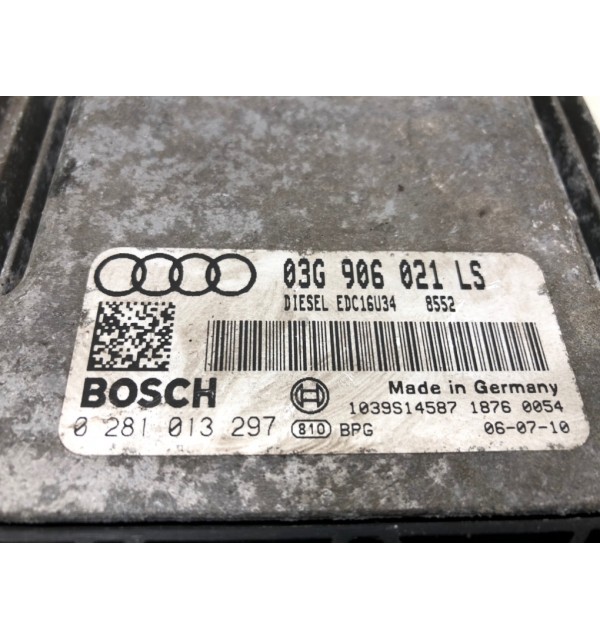 03G 906 021 LS
DIESEL EDC16U34 8552
BOSCH
Made in Germany
1039S14587 1876 0054
0 281 013 297 810 BPG 06-07-10